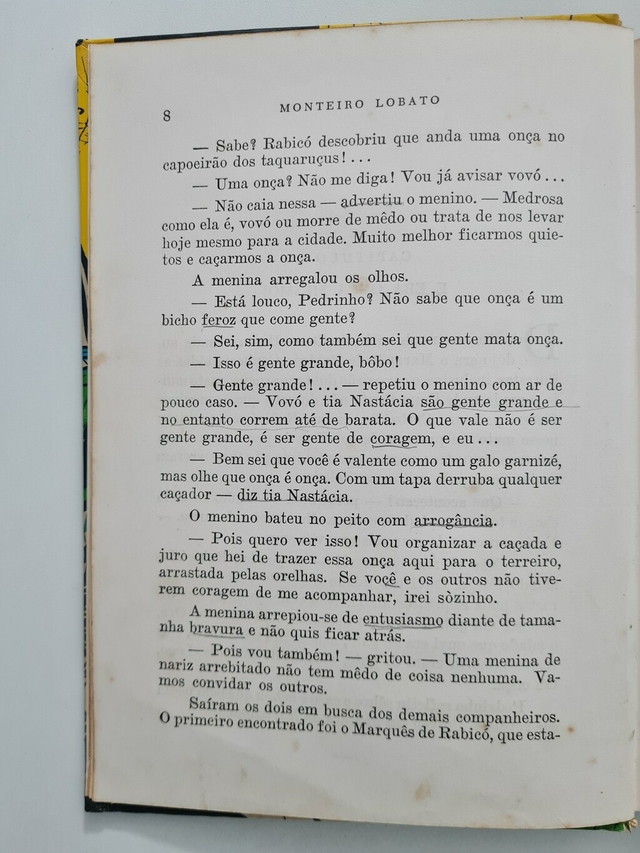 8
MONTEIRO LOBATO
— Sabe? Rabicó descobriu que anda uma onça no
capoeirão dos taquaruçus!...
— Uma onça? Não me diga! Vou já avisar vovó...
— Não caia nessa — advertiu o menino. — Medrosa
como ela é, vovó ou morre de mêdo ou trata de nos levar
hoje mesmo para a cidade. Muito melhor ficarmos quie-
tos e caçarmos a onça.
A menina arregalou os olhos.
— Está louco, Pedrinho? Não sabe que onça é um
bicho feroz que come gente?
— Sei, sim, como também sei que gente mata onça.
— Isso é gente grande, bôbo!
— Gente grande!... — repetiu o menino com ar de
pouco caso. — Vovó e tia Nastácia são gente grande e
no entanto correm até de barata. O que vale não é ser
gente grande, é ser gente de coragem, e eu...
— Bem sei que você é valente como um galo garnizé,
mas olhe que onça é onça. Com um tapa derruba qualquer
caçador — diz tia Nastácia.
O menino bateu no peito com arrogância.
— Pois quero ver isso! Vou organizar a caçada e
juro que hei de trazer essa onça aqui para o terreiro,
arrastada pelas orelhas. Se você e os outros não tive-
rem coragem de me acompanhar, irei sòzinho.
A menina arrepiou-se de entusiasmo diante de tama-
nha bravura e não quis ficar atrás.
— Pois vou também! — gritou. — Uma menina de
nariz arrebitado não tem mêdo de coisa nenhuma. Va-
mos convidar os outros.
Saíram os dois em busca dos demais companheiros.
O primeiro encontrado foi o Marquês de Rabicó, que esta-